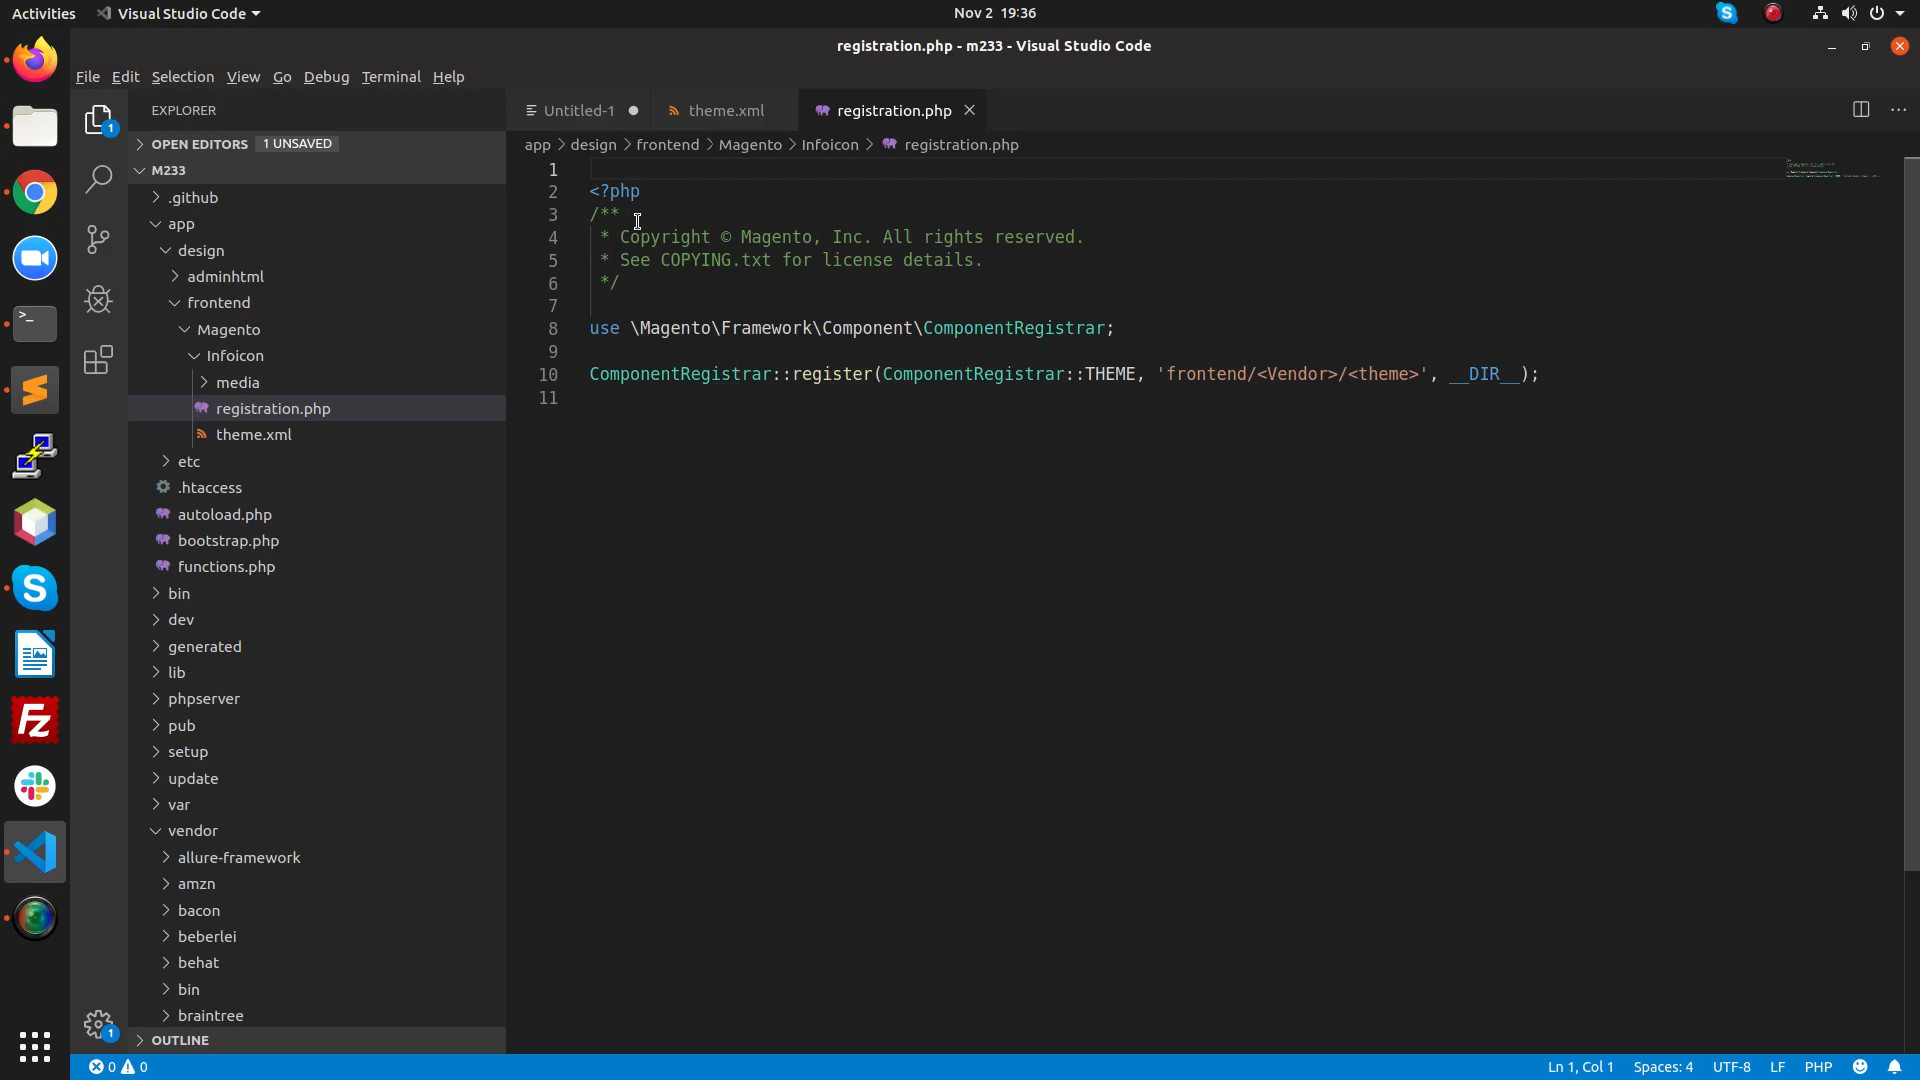 Activities Visual Studio Code Nov 2 19:36
registration.php - m233 - Visual Studio Code
File Edit Selection View Go Debug Terminal Help
EXPLORER
OPEN EDITORS 1 UNSAVED
M233
.github
app
design
adminhtml
frontend
Magento
Infoicon
media
registration.php
theme.xml
etc
.htaccess
autoload.php
bootstrap.php
functions.php
bin
dev
generated
lib
phpserver
pub
setup
update
var
vendor
allure-framework
amzn
bacon
beberlei
behat
bin
braintree
OUTLINE
1
1
Untitled-1 theme.xml registration.php
app > design > frontend > Magento > Infoicon > registration.php
1
2 <?php
3 /**
4 * Copyright © Magento, Inc. All rights reserved.
5 * See COPYING.txt for license details.
6 */
7
8 use \Magento\Framework\Component\ComponentRegistrar;
9
10 ComponentRegistrar::register(ComponentRegistrar::THEME, 'frontend/<Vendor>/<theme>', __DIR__);
11
0 0 Ln 1, Col 1 Spaces: 4 UTF-8 LF PHP